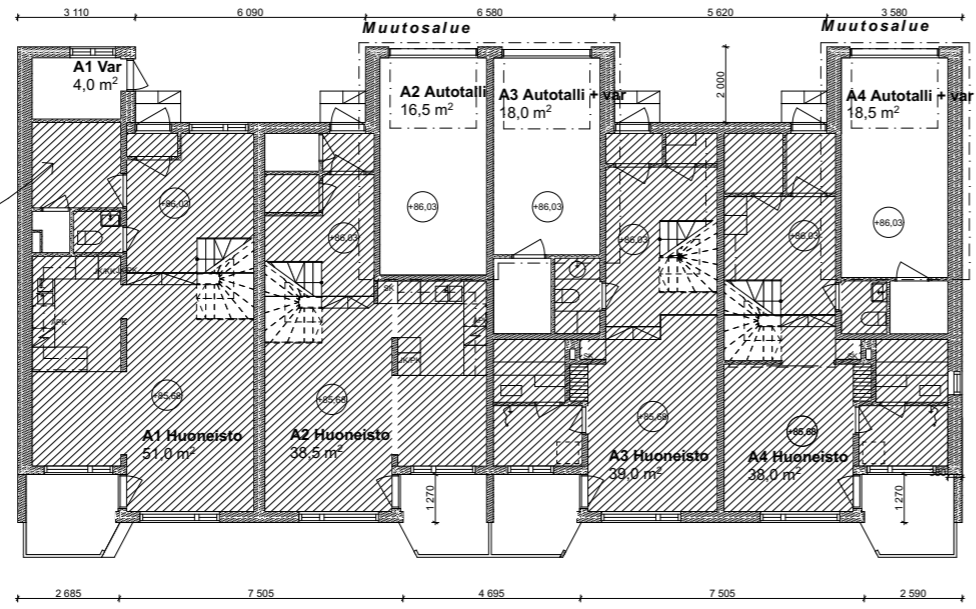 3 110
6 090
6 580
5 620
3 580
Muutosalue
Muutosalue
A1 Var
4,0 m²
2 000
A2 Autotalli
16,5 m²
A3 Autotalli + var
18,0 m²
A4 Autotalli + var
18,5 m²
+86,03
+86,03
+86,03
+86,03
+86,03
+86,03
+86,03
SK
+85,68
+85,68
+85,68
+85,68
A1 Huoneisto
51,0 m²
A2 Huoneisto
38,5 m²
A3 Huoneisto
39,0 m²
A4 Huoneisto
38,0 m²
1 270
1 270
2 685
7 505
4 695
7 505
2 590